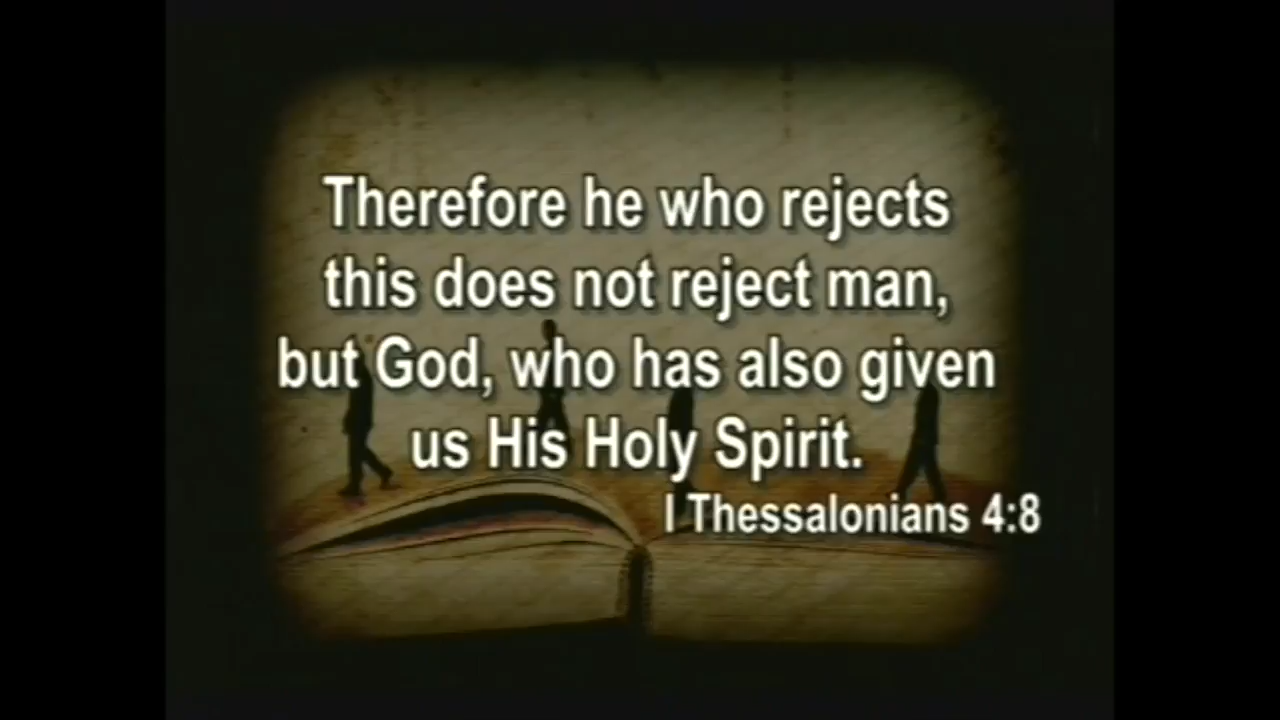 Therefore he who rejects
this does not reject man,
but God, who has also given
us His Holy Spirit.
I Thessalonians 4:8